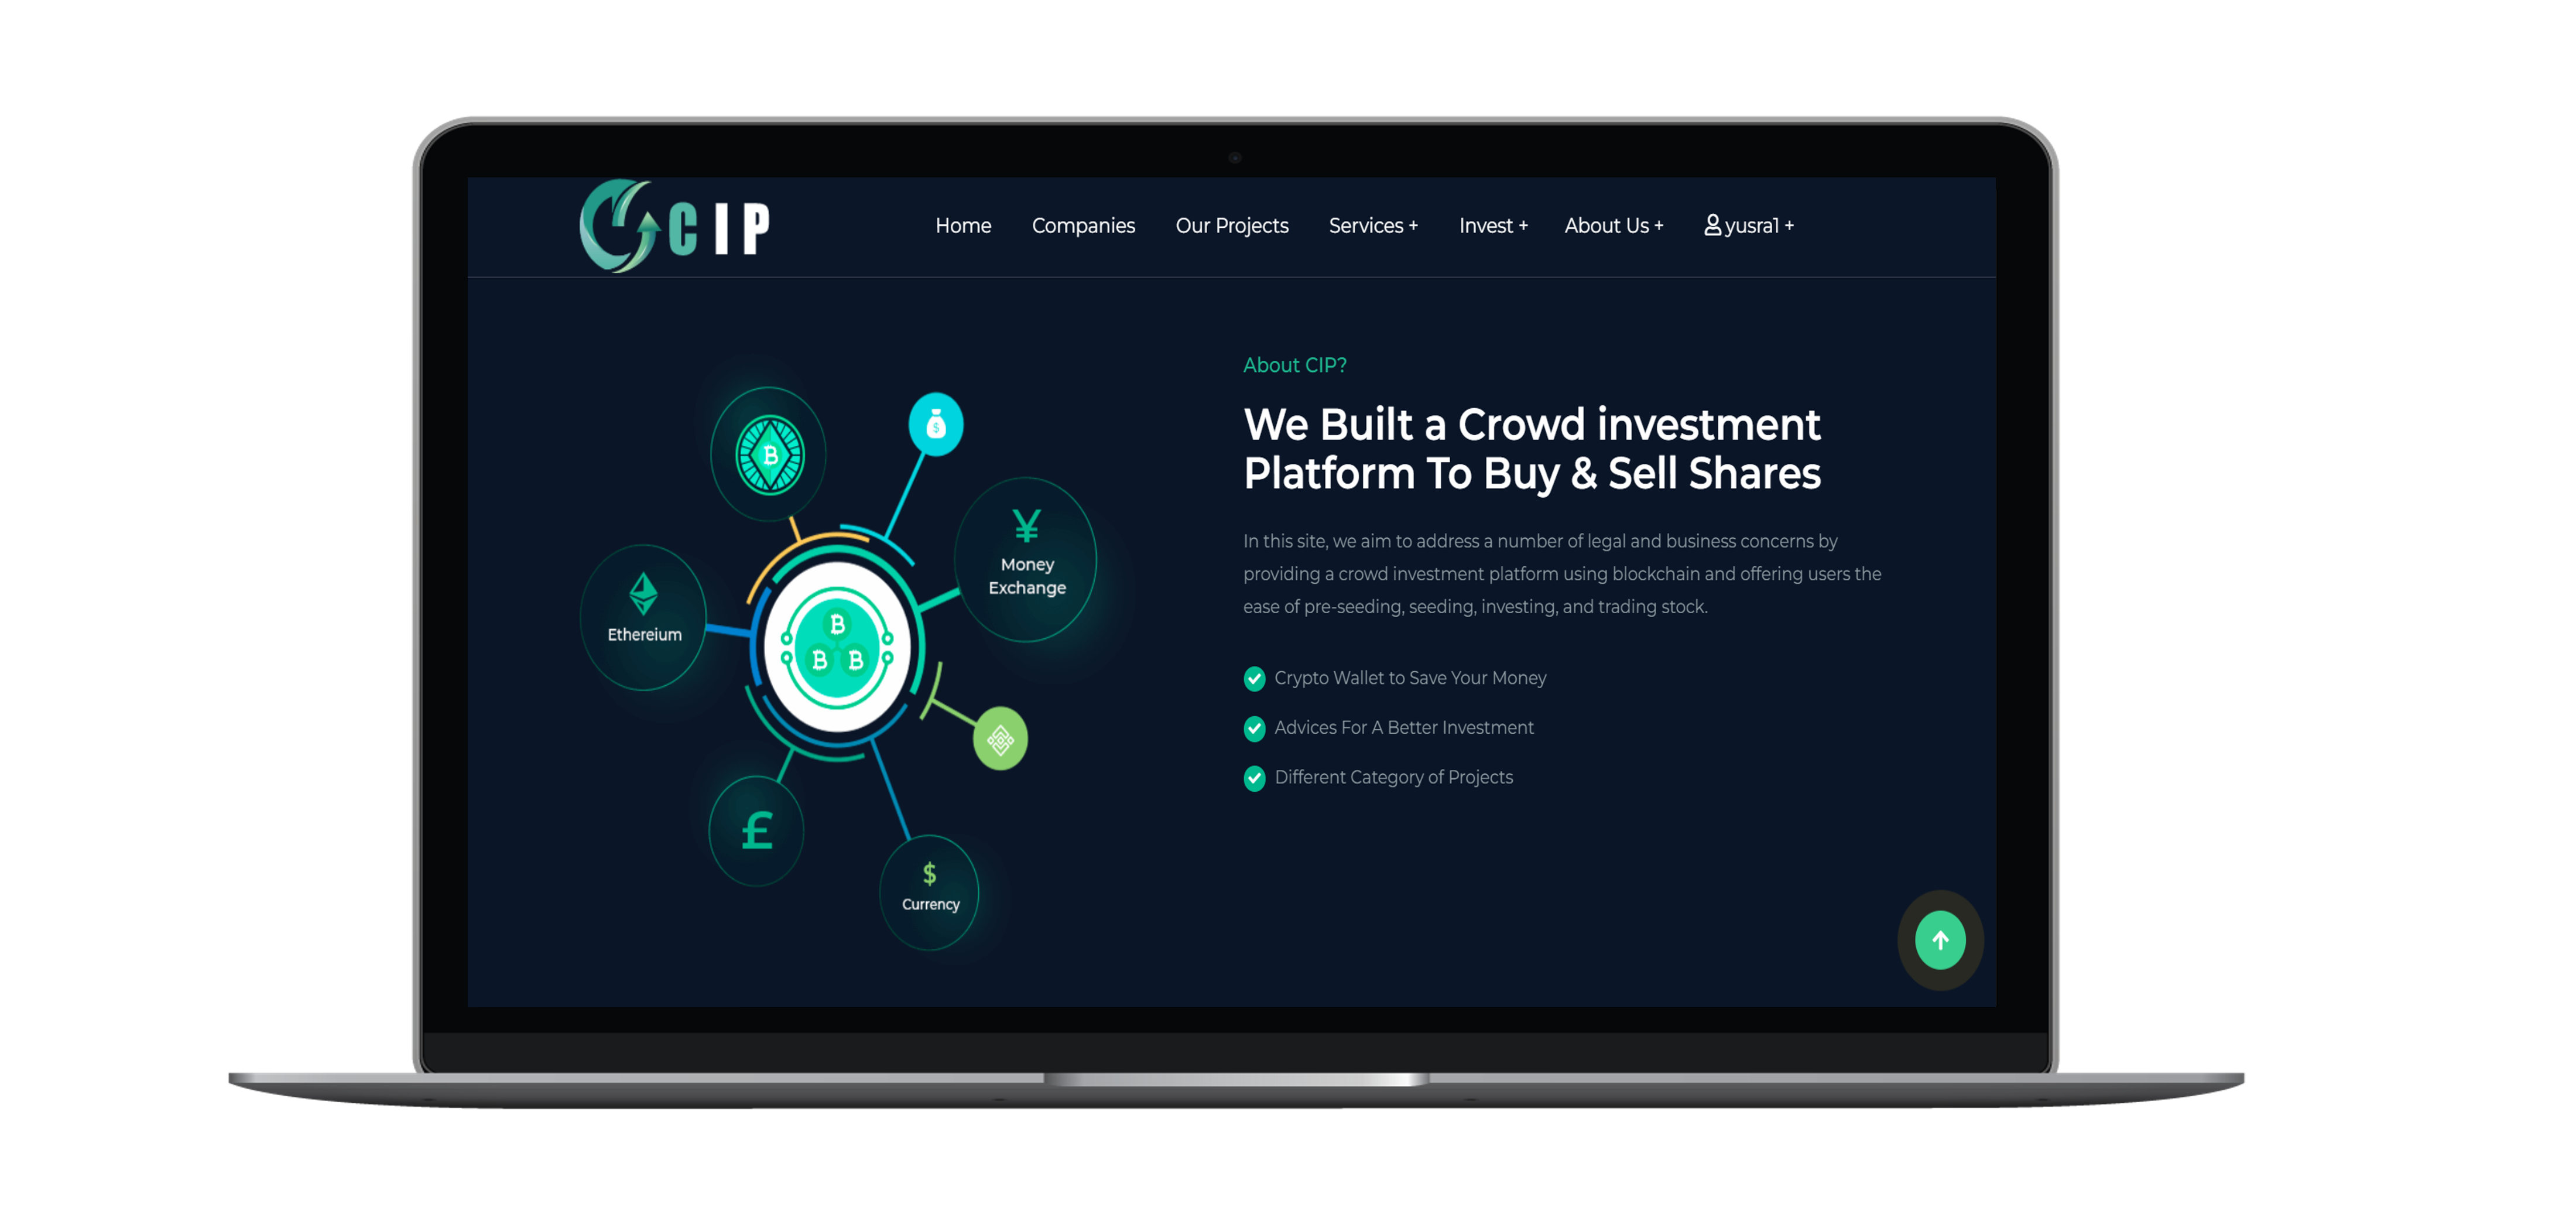 CIP
Home Companies Our Projects Services + Invest + About Us + yusra1 +
About CIP?
We Built a Crowd investment
Platform To Buy & Sell Shares
In this site, we aim to address a number of legal and business concerns by
providing a crowd investment platform using blockchain and offering users the
ease of pre-seeding, seeding, investing, and trading stock.
Crypto Wallet to Save Your Money
Advices For A Better Investment
Different Category of Projects
B
$
¥
Money
Exchange
Ethereium
B
B B
£
$
Currency